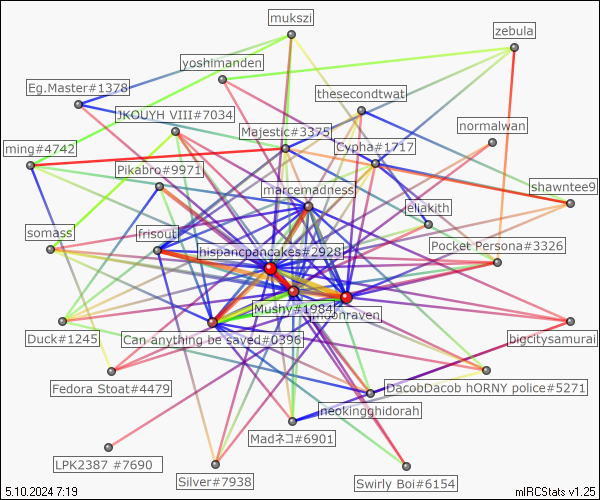 mukszi
zebula
yoshimanden
Eg.Master#1378
thesecondtwat
JKOUYH VIII#7034
normalwan
Majestic#3375
ming#4742
Cypha#1717
Pikabro#9971
marcemadness
shawntee9
eliakith
somass
frisout
Pocket Persona#3326
hispancpancakes#2928
Mushy#1984
moonraven
Duck#1245
Can anything be saved#0396
bigcitysamurai
Fedora Stoat#4479
DacobDacob hORNY police#5271
neokingghidorah
Madネコ#6901
LPK2387 #7690
Silver#7938
Swirly Boi#6154
5.10.2024 7:19
mIRCStats v1.25